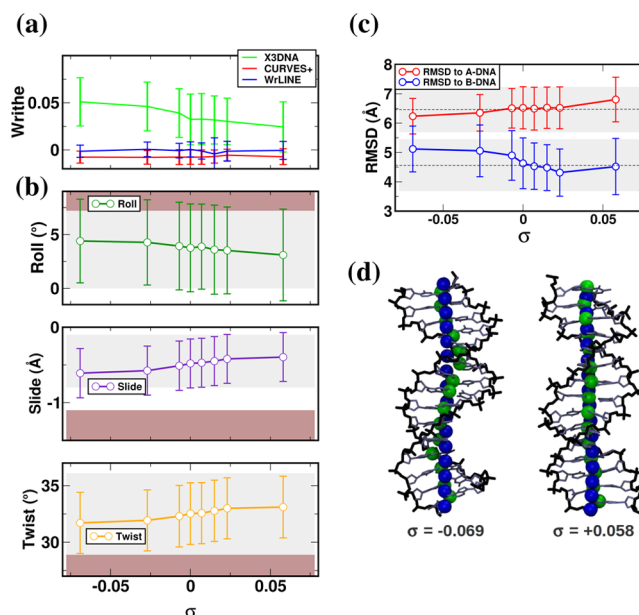 (a)
X3DNA
CURVES+
WrLINE
Writhe
0.05
0
(b)
Roll
Roll (°)
5
0
Slide (Å)
Slide
-1
Twist (°)
35
33
Twist
-0.05 0 0.05
σ
(c)
RMSD to A-DNA
RMSD to B-DNA
RMSD (Å)
8
7
6
5
4
3
-0.05 0 0.05
σ
(d)
σ = -0.069 σ = +0.058